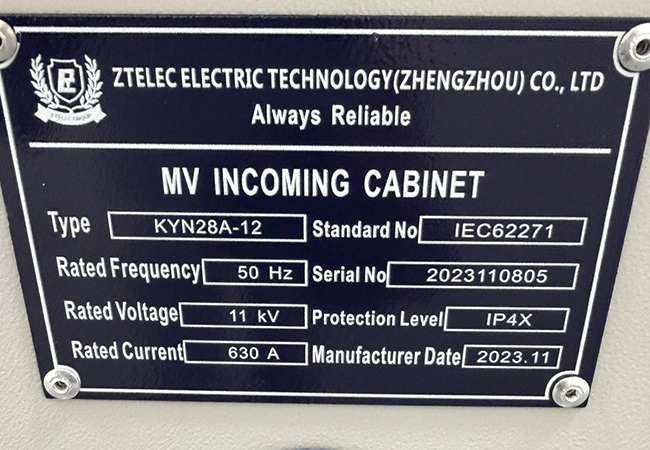 ZTELEC ELECTRIC TECHNOLOGY(ZHENGZHOU) CO., LTD
Always Reliable
ZTELEC GROUP
MV INCOMING CABINET
Type KYN28A-12 Standard No IEC62271
Rated Frequency 50 Hz Serial No 2023110805
Rated Voltage 11 kV Protection Level IP4X
Rated Current 630 A Manufacturer Date 2023.11